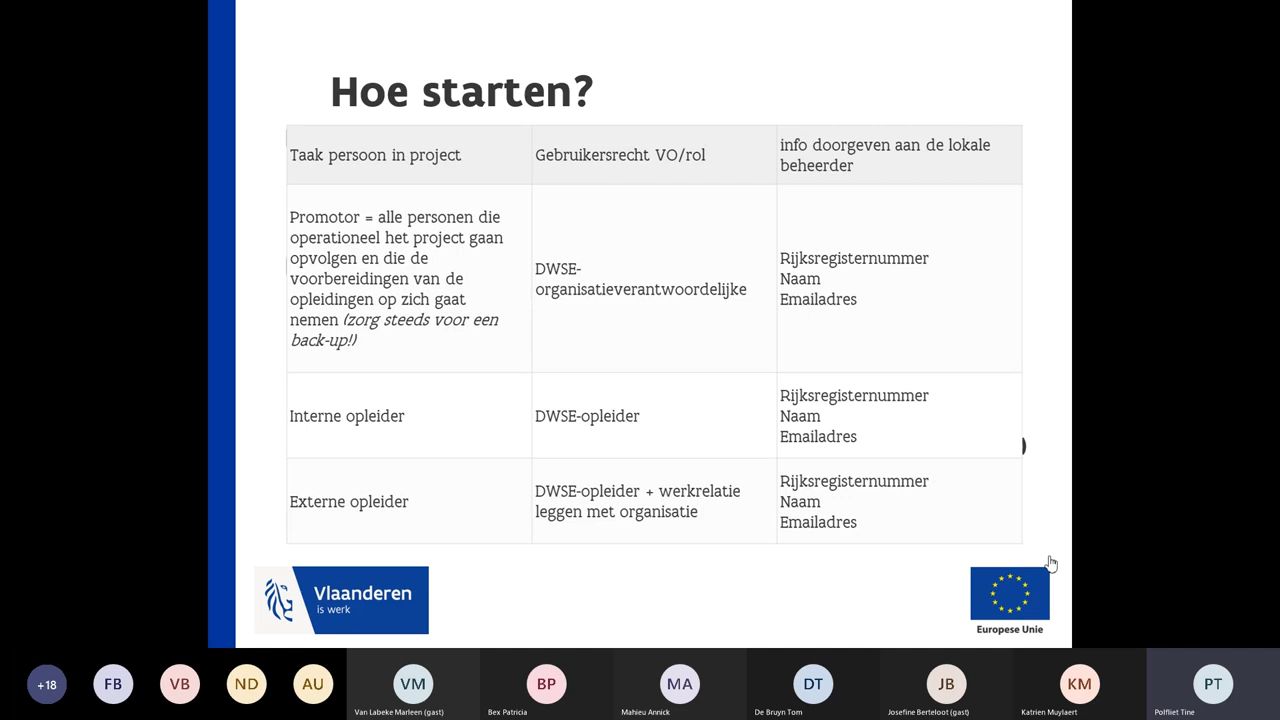 Hoe starten?
Taak persoon in project
Gebruikersrecht VO/rol
info doorgeven aan de lokale
beheerder
Promotor = alle personen die
operationeel het project gaan
opvolgen en die de
voorbereidingen van de
opleidingen op zich gaat
nemen (zorg steeds voor een
back-up!)
DWSE-
organisatieverantwoordelijke
Rijksregisternummer
Naam
Emailadres
Interne opleider
DWSE-opleider
Rijksregisternummer
Naam
Emailadres
Externe opleider
DWSE-opleider + werkrelatie
leggen met organisatie
Rijksregisternummer
Naam
Emailadres
Vlaanderen
is werk
Europese Unie
+18
FB
VB
ND
AU
VM
BP
MA
DT
JB
KM
PT
Van Labeke Marleen (gast)
Bex Patricia
Mahieu Annick
De Bruyn Tom
Josefine Berteloot (gast)
Katrien Muylaert
Polfliet Tine